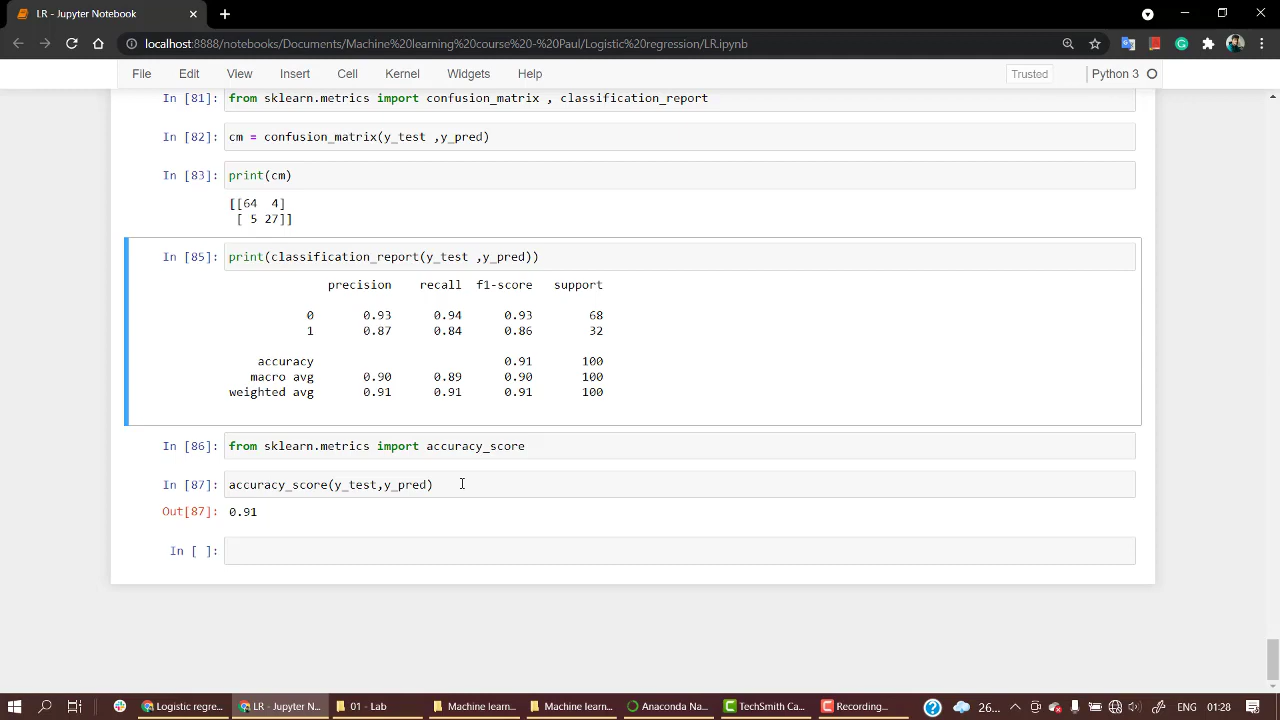 LR - Jupyter Notebook
localhost:8888/notebooks/Documents/Machine%20learning%20course%20-%20Paul/Logistic%20regression/LR.ipynb
File Edit View Insert Cell Kernel Widgets Help Trusted Python 3
In [81]: from sklearn.metrics import confusion_matrix , classification_report
In [82]: cm = confusion_matrix(y_test ,y_pred)
In [83]: print(cm)
[[64 4]
[ 5 27]]
In [85]: print(classification_report(y_test ,y_pred))
precision recall f1-score support
0 0.93 0.94 0.93 68
1 0.87 0.84 0.86 32
accuracy 0.91 100
macro avg 0.90 0.89 0.90 100
weighted avg 0.91 0.91 0.91 100
In [86]: from sklearn.metrics import accuracy_score
In [87]: accuracy_score(y_test,y_pred)
Out[87]: 0.91
In [ ]:
Logistic regre... LR - Jupyter N... 01 - Lab Machine learn... Machine learn... Anaconda Na... TechSmith Ca... Recording... 26... ENG 01:28